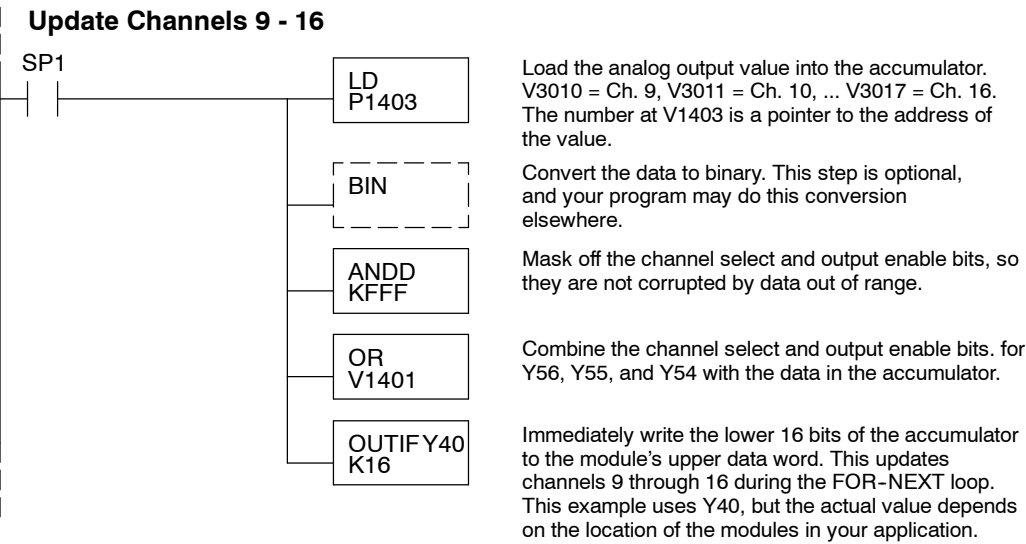 Update Channels 9 - 16
SP1
LD
P1403
Load the analog output value into the accumulator.
V3010 = Ch. 9, V3011 = Ch. 10, ... V3017 = Ch. 16.
The number at V1403 is a pointer to the address of
the value.
BIN
Convert the data to binary. This step is optional,
and your program may do this conversion
elsewhere.
ANDD
KFFF
Mask off the channel select and output enable bits, so
they are not corrupted by data out of range.
OR
V1401
Combine the channel select and output enable bits. for
Y56, Y55, and Y54 with the data in the accumulator.
OUTIF Y40
K16
Immediately write the lower 16 bits of the accumulator
to the module's upper data word. This updates
channels 9 through 16 during the FOR-NEXT loop.
This example uses Y40, but the actual value depends
on the location of the modules in your application.